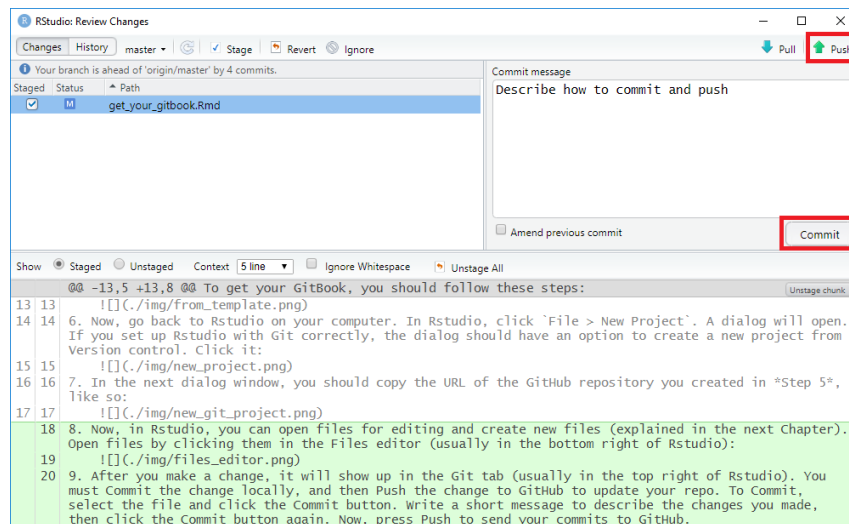 RStudio: Review Changes
Changes History master Stage Revert Ignore Pull Push
Your branch is ahead of 'origin/master' by 4 commits.
Staged Status Path
M get_your_gitbook.Rmd
Commit message
Describe how to commit and push
Amend previous commit
Commit
Show Staged Unstaged Context 5 line Ignore Whitespace Unstage All
@@ -13,5 +13,8 @@ To get your GitBook, you should follow these steps: Unstage chunk
13 13 ![](./img/from_template.png)
14 14 6. Now, go back to Rstudio on your computer. In Rstudio, click `File > New Project`. A dialog will open.
If you set up Rstudio with Git correctly, the dialog should have an option to create a new project from
Version control. Click it:
15 15 ![](./img/new_project.png)
16 16 7. In the next dialog window, you should copy the URL of the GitHub repository you created in *Step 5*,
like so:
17 17 ![](./img/new_git_project.png)
18 8. Now, in Rstudio, you can open files for editing and create new files (explained in the next Chapter).
Open files by clicking them in the Files editor (usually in the bottom right of Rstudio):
19 ![](./img/files_editor.png)
20 9. After you make a change, it will show up in the Git tab (usually in the top right of Rstudio). You
must Commit the change locally, and then Push the change to GitHub to update your repo. To Commit,
select the file and click the Commit button. Write a short message to describe the changes you made,
then click the Commit button again. Now, press Push to send your commits to GitHub.